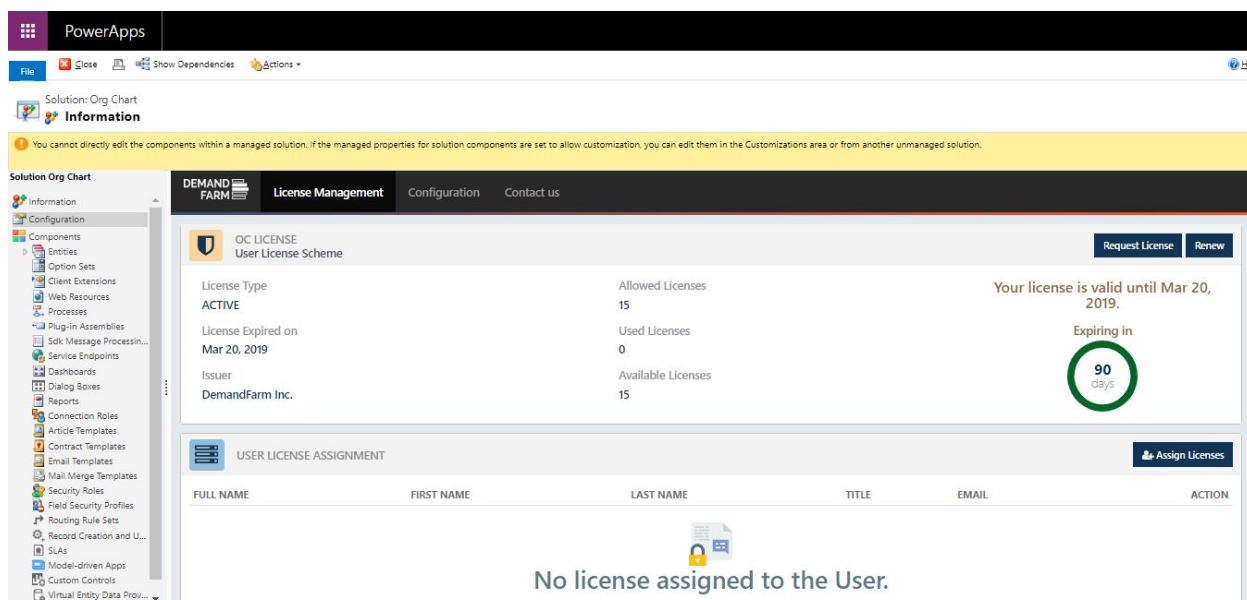 PowerApps
File
Close
Show Dependencies
Actions
Solution: Org Chart
Information
You cannot directly edit the components within a managed solution. If the managed properties for solution components are set to allow customization, you can edit them in the Customizations area or from another unmanaged solution.
Solution Org Chart
Information
Configuration
Components
Entities
Option Sets
Client Extensions
Web Resources
Processes
Plug-in Assemblies
Sdk Message Processin...
Service Endpoints
Dashboards
Dialog Boxes
Reports
Connection Roles
Article Templates
Contract Templates
Email Templates
Mail Merge Templates
Security Roles
Field Security Profiles
Routing Rule Sets
Record Creation and U...
SLAs
Model-driven Apps
Custom Controls
Virtual Entity Data Prov...
DEMAND
FARM
License Management
Configuration
Contact us
OC LICENSE
User License Scheme
Request License
Renew
License Type
ACTIVE
License Expired on
Mar 20, 2019
Issuer
DemandFarm Inc.
Allowed Licenses
15
Used Licenses
0
Available Licenses
15
Your license is valid until Mar 20,
2019.
Expiring in
90
days
USER LICENSE ASSIGNMENT
Assign Licenses
FULL NAME FIRST NAME LAST NAME TITLE EMAIL ACTION
No license assigned to the User.